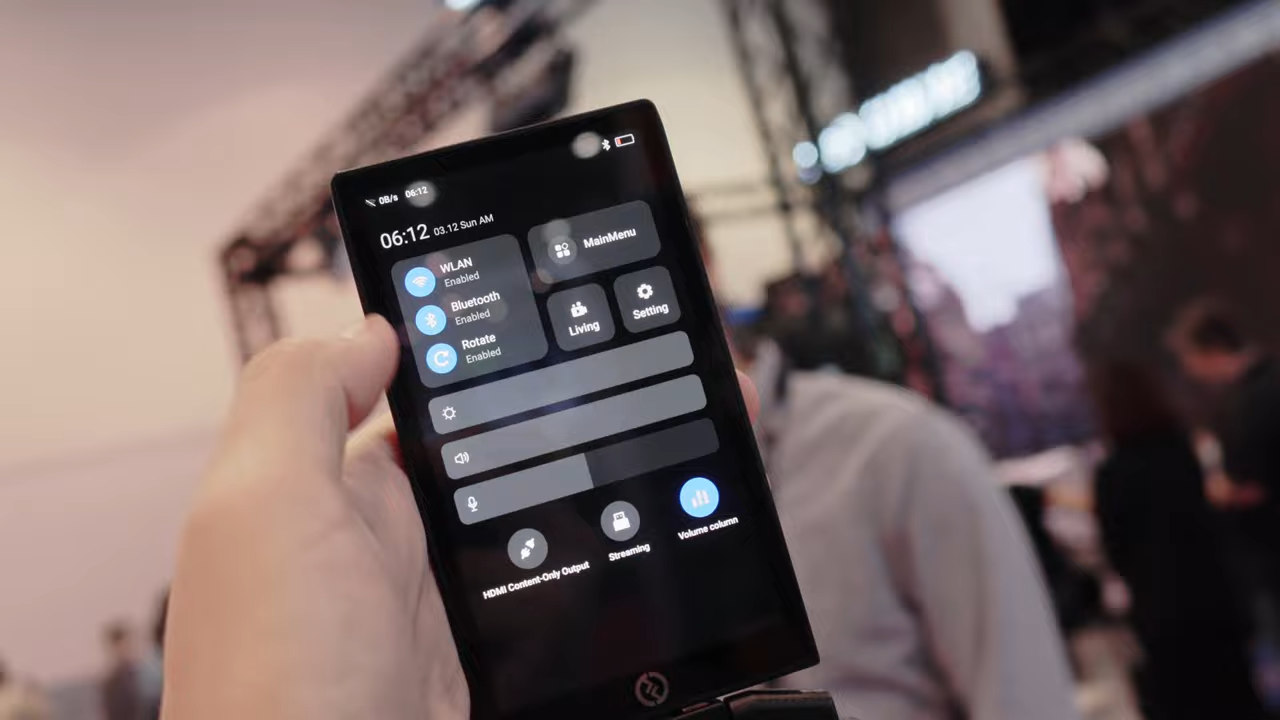 0B/s 06:12
06:12 03.12 Sun AM
WLAN
Enabled
Bluetooth
Enabled
Rotate
Enabled
MainMenu
Living
Setting
HDMI Content-Only Output
Streaming
Volume column